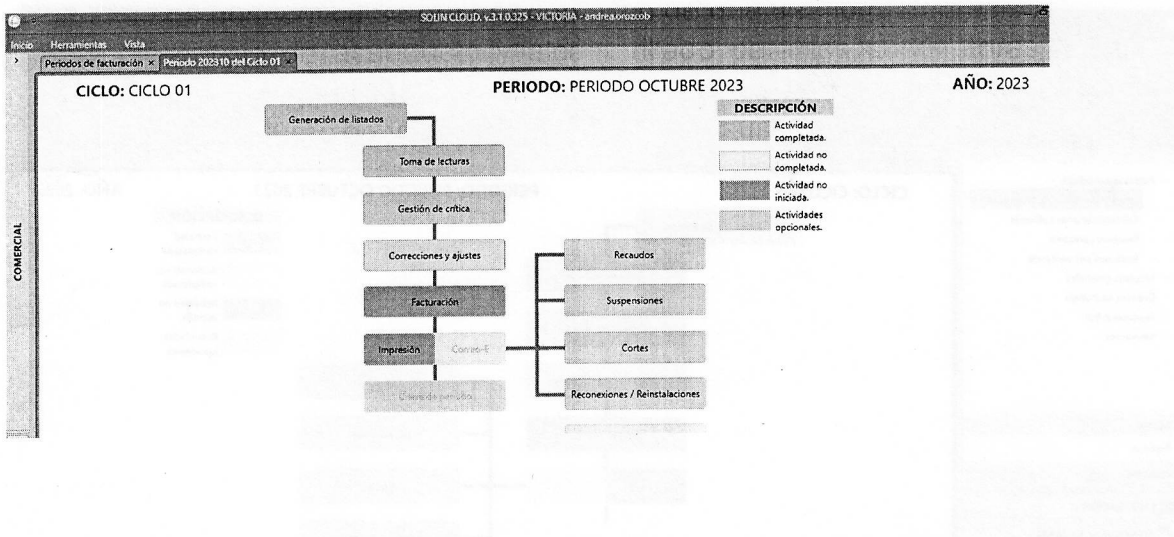 SOLIN CLOUD. v.3.1.0.325 - VICTORIA - andrea.orozcob
Inicio Herramientas Vista
Periodos de facturación × Periodo 202310 del Ciclo 01 ×
CICLO: CICLO 01 PERIODO: PERIODO OCTUBRE 2023 AÑO: 2023
COMERCIAL
Generación de listados
Toma de lecturas
Gestión de crítica
Correcciones y ajustes
Facturación
Impresión Correo-E
Cierre de periodo
Recaudos
Suspensiones
Cortes
Reconexiones / Reinstalaciones
DESCRIPCIÓN
Actividad
completada.
Actividad no
completada.
Actividad no
iniciada.
Actividades
opcionales.